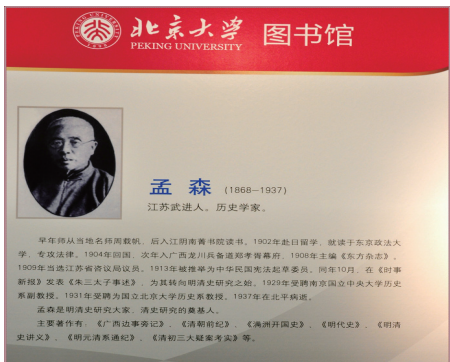 北京大学 图书馆
PEKING UNIVERSITY
孟 森 (1868—1937)
江苏武进人。历史学家。
早年师从当地名师周载帆，后入江阴南菁书院读书。1902年赴日留学，就读于东京政法大
学，专攻法律。1904年回国，次年入广西龙川兵备道郑孝胥幕府，1908年主编《东方杂志》。
1909年当选江苏省谘议局议员。1913年被推举为中华民国宪法起草委员。同年10月，在《时事
新报》发表《朱三太子事述》，为其转向明清史研究之始。1929年受聘南京国立中央大学历史
系副教授。1931年受聘为国立北京大学历史系教授。1937年在北平病逝。
孟森是明清史研究大家，清史研究的奠基人。
主要著作有：《广西边事旁记》、《清朝前纪》、《满洲开国史》、《明代史》、《明清
史讲义》、《明元清系通纪》、《清初三大疑案考实》等。